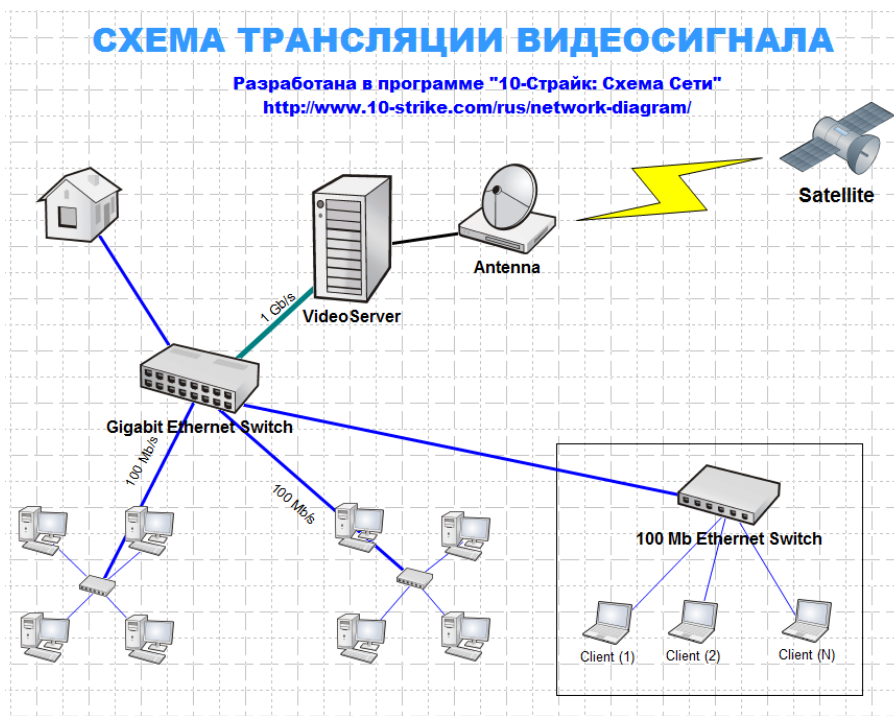 СХЕМА ТРАНСЛЯЦИИ ВИДЕОСИГНАЛА
Разработана в программе "10-Страйк: Схема Сети"
http://www.10-strike.com/rus/network-diagram/
Satellite
Antenna
1 Gb/s
VideoServer
Gigabit Ethernet Switch
100 Mb/s
100 Mb/s
100 Mb Ethernet Switch
Client (1)
Client (2)
Client (N)